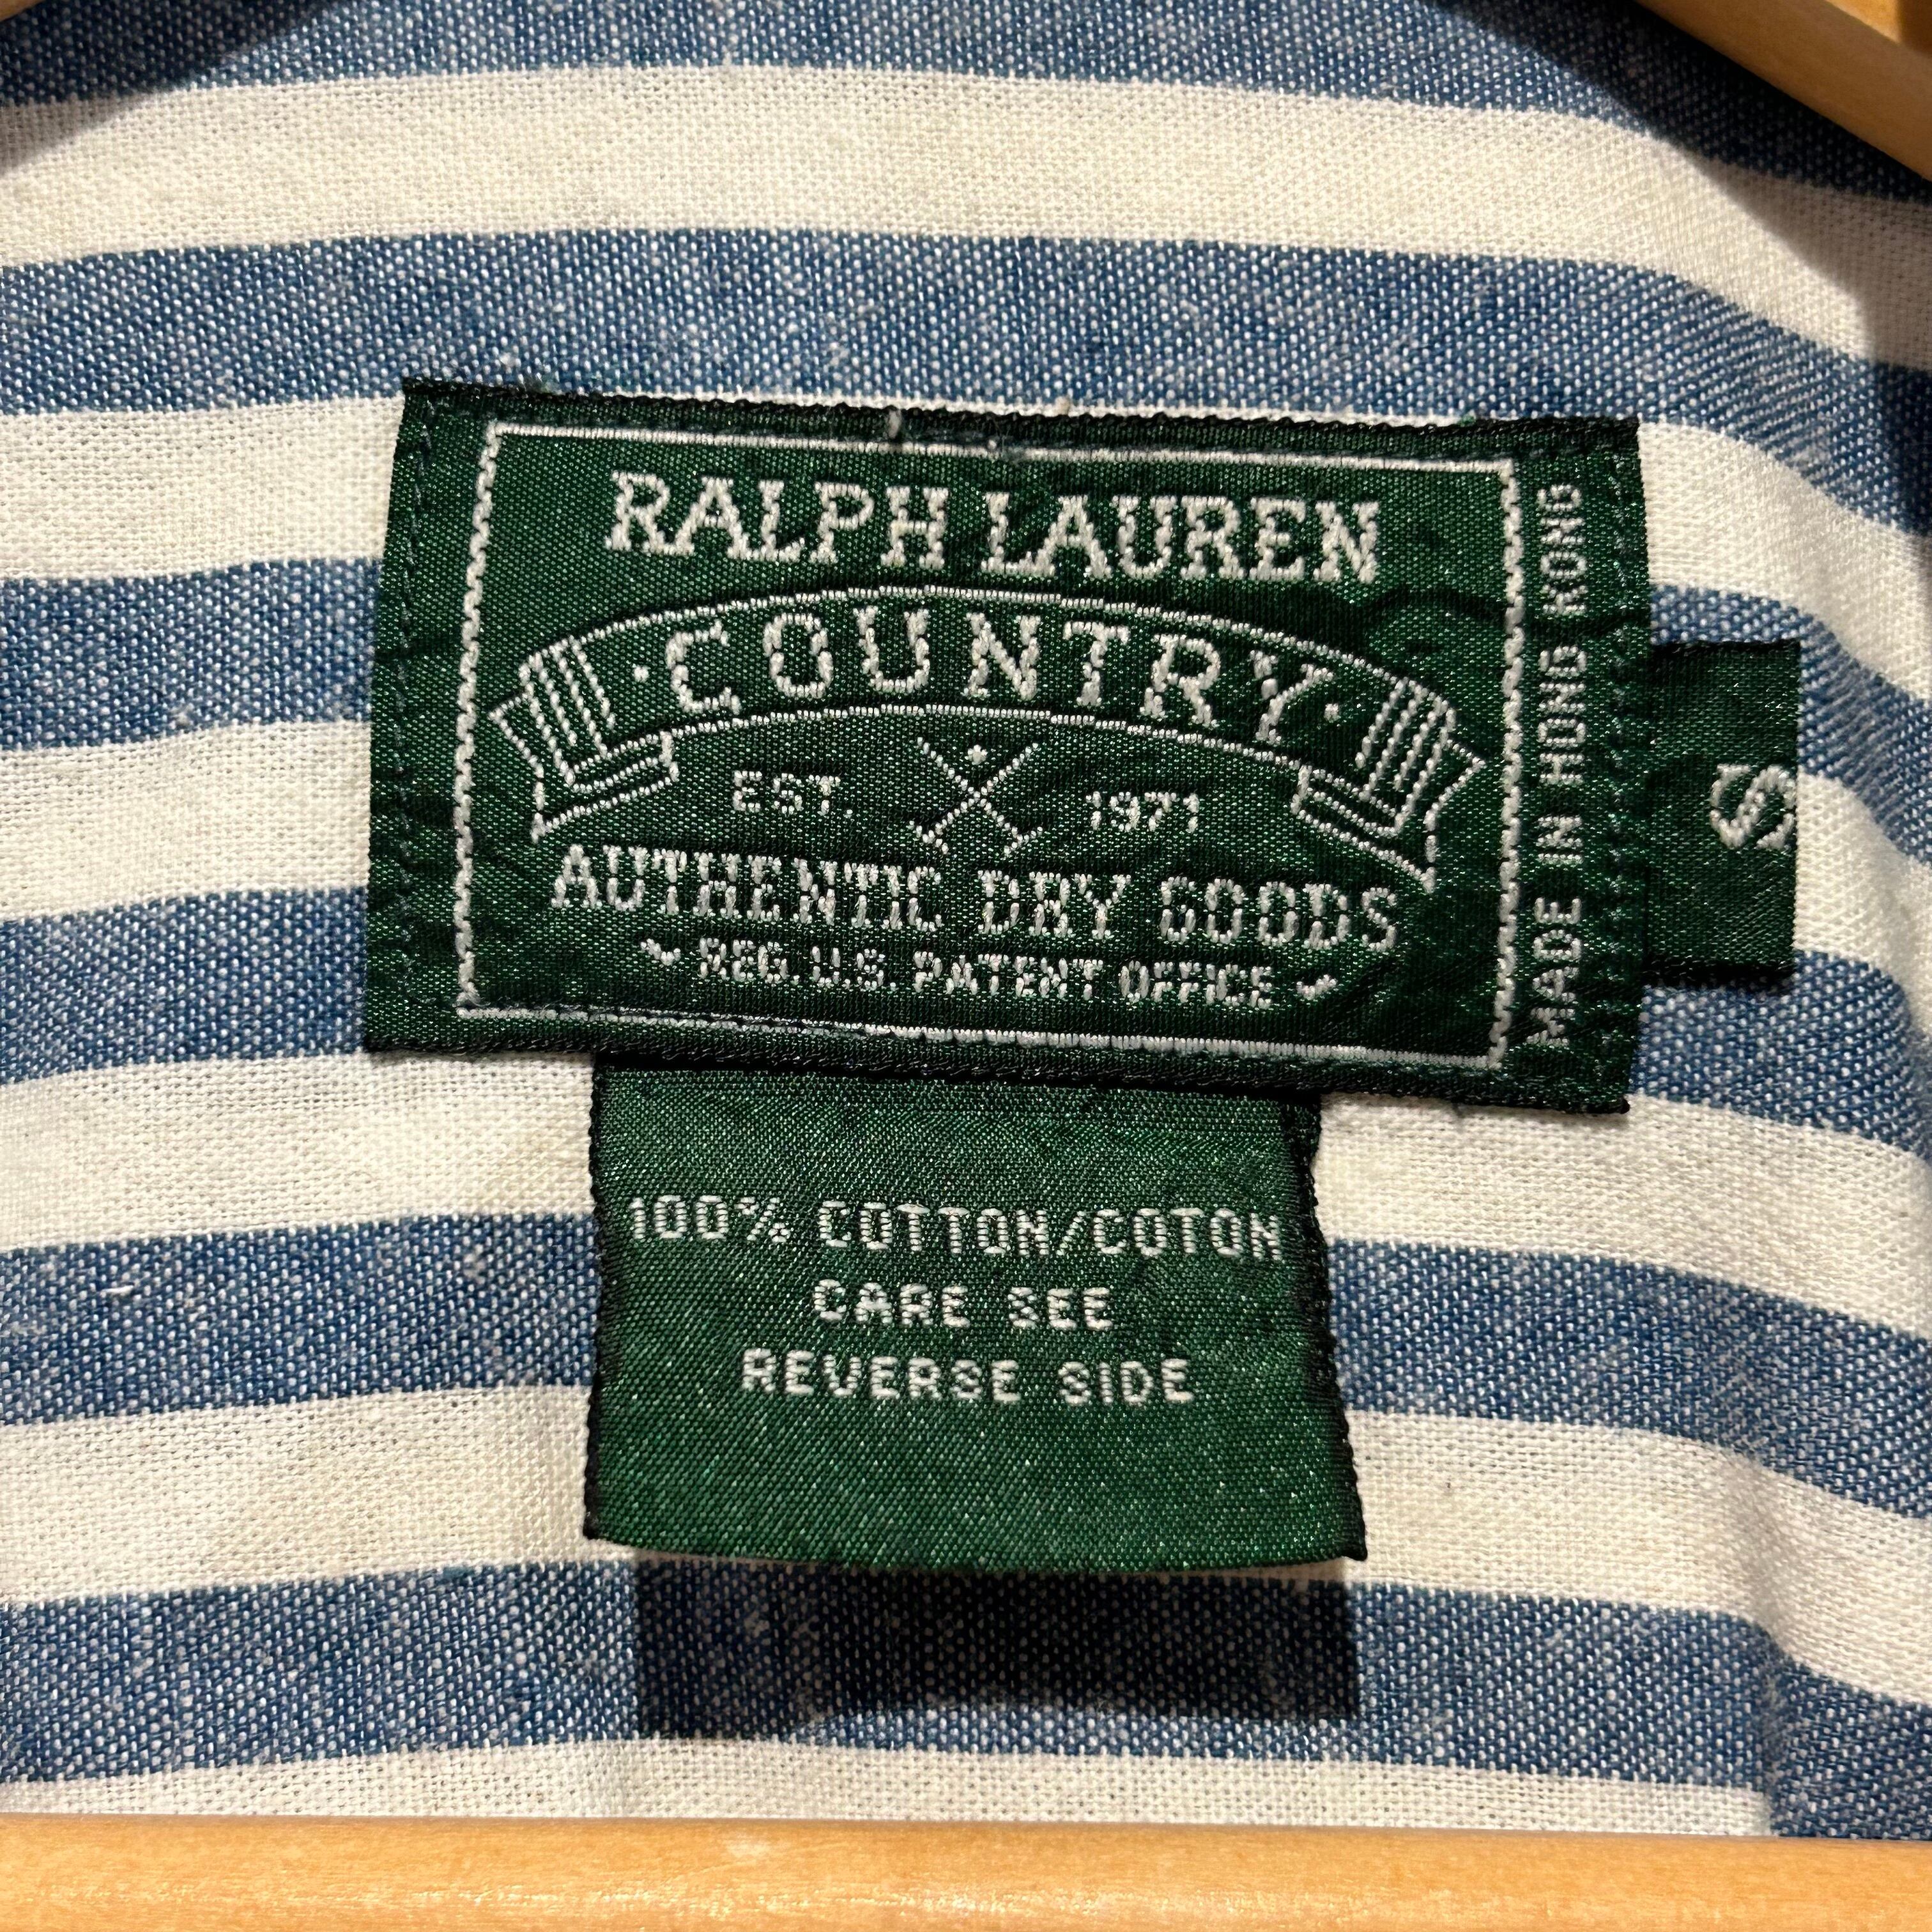 RALPH LAUREN
·COUNTRY·
EST. 1971
AUTHENTIC DRY GOODS
REG. U.S. PATENT OFFICE
MADE IN HONG KONG
S
100% COTTON/COTON
CARE SEE
REVERSE SIDE